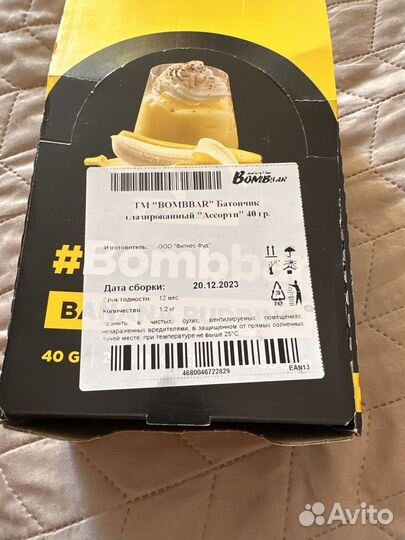 BOMBBAR
ТМ "BOMBBAR" Батончик
глазированный "Ассорти" 40 гр.
Изготовитель: ООО "Фитнес Фуд"
#Bombba
Дата сборки: 20.12.2023
Срок годности: 12 мес
Количество: 1,2 кг
BA
Хранить в чистых, сухих, вентилируемых помещениях,
незараженных вредителями, в защищенном от прямых солнечных
лучей месте, при температуре не выше 25°C
40 G
4680046722829
EAN13
Avito